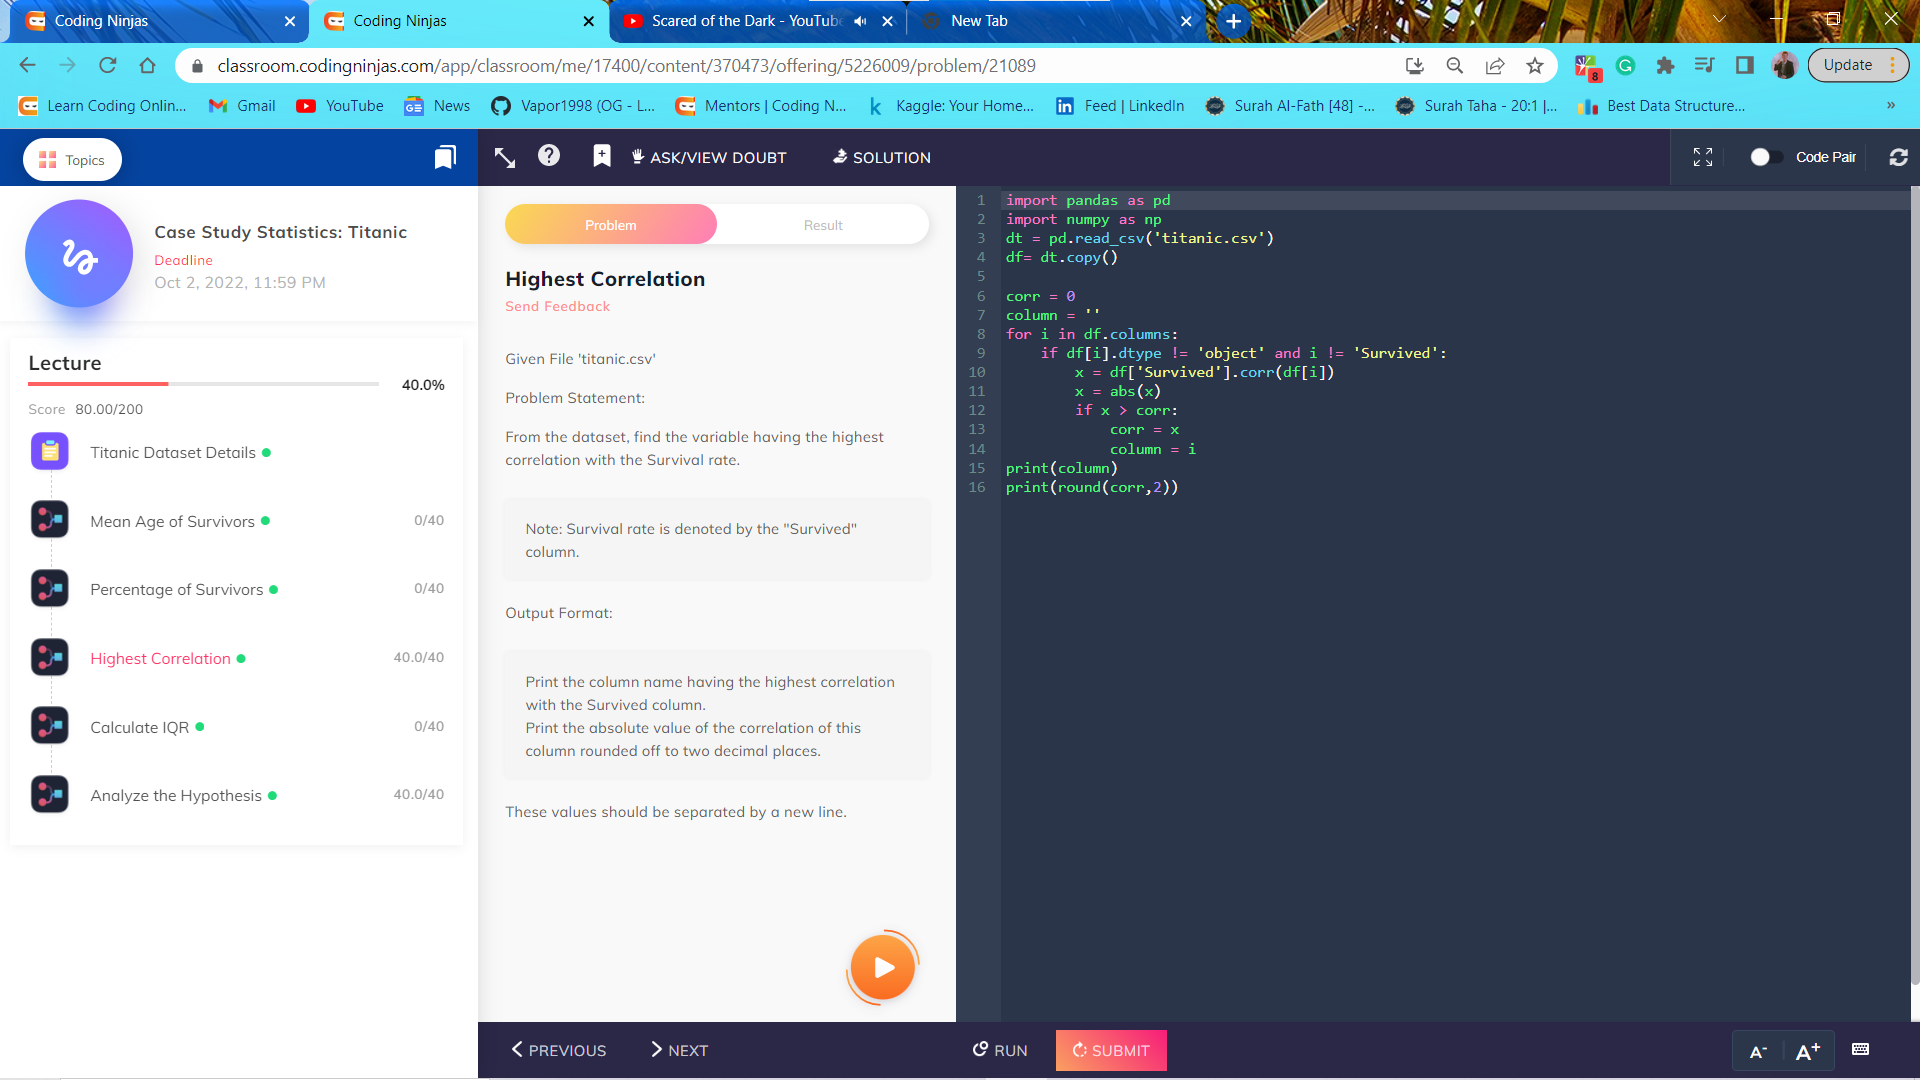 Coding Ninjas
Coding Ninjas
Scared of the Dark - YouTube
New Tab
classroom.codingninjas.com/app/classroom/me/17400/content/370473/offering/5226009/problem/21089
8
Update
Learn Coding Onlin...
Gmail
YouTube
News
Vapor1998 (OG - L...
Mentors | Coding N...
Kaggle: Your Home...
Feed | LinkedIn
Surah Al-Fath [48] -...
Surah Taha - 20:1 |...
Best Data Structure...
»
Topics
ASK/VIEW DOUBT
SOLUTION
Code Pair
Case Study Statistics: Titanic
Deadline
Oct 2, 2022, 11:59 PM
Lecture
40.0%
Score 80.00/200
Titanic Dataset Details
Mean Age of Survivors
0/40
Percentage of Survivors
0/40
Highest Correlation
40.0/40
Calculate IQR
0/40
Analyze the Hypothesis
40.0/40
Problem
Result
Highest Correlation
Send Feedback
Given File 'titanic.csv'
Problem Statement:
From the dataset, find the variable having the highest
correlation with the Survival rate.
Note: Survival rate is denoted by the "Survived"
column.
Output Format:
Print the column name having the highest correlation
with the Survived column.
Print the absolute value of the correlation of this
column rounded off to two decimal places.
These values should be separated by a new line.
1 import pandas as pd
2 import numpy as np
3 dt = pd.read_csv('titanic.csv')
4 df= dt.copy()
5
6 corr = 0
7 column = ''
8 for i in df.columns:
9     if df[i].dtype != 'object' and i != 'Survived':
10         x = df['Survived'].corr(df[i])
11         x = abs(x)
12         if x > corr:
13             corr = x
14             column = i
15 print(column)
16 print(round(corr,2))
PREVIOUS
NEXT
RUN
SUBMIT
A-
A+